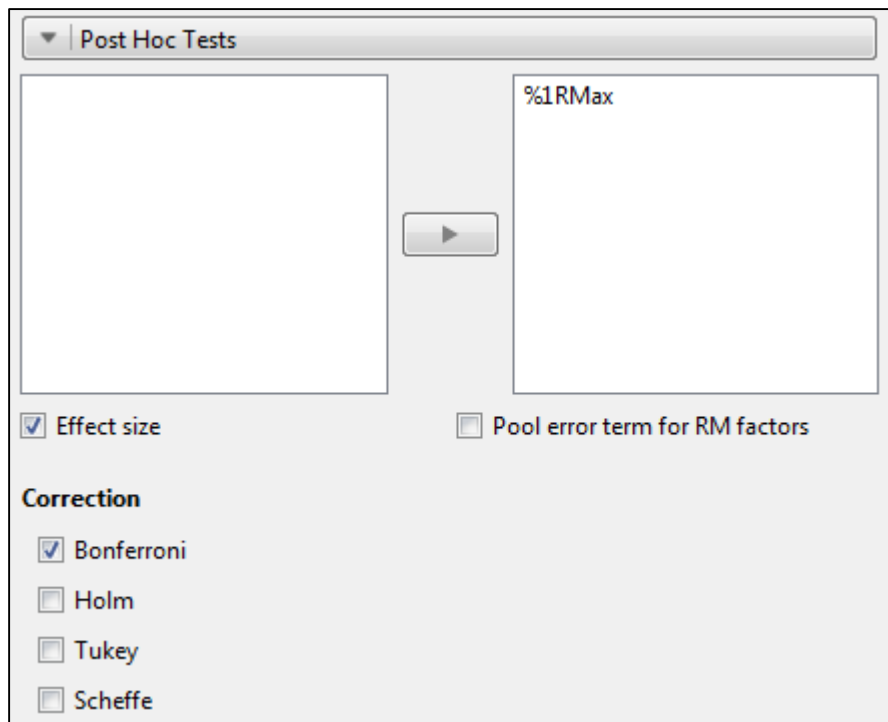 Post Hoc Tests
%1RMax
Effect size
Pool error term for RM factors
Correction
Bonferroni
Holm
Tukey
Scheffe